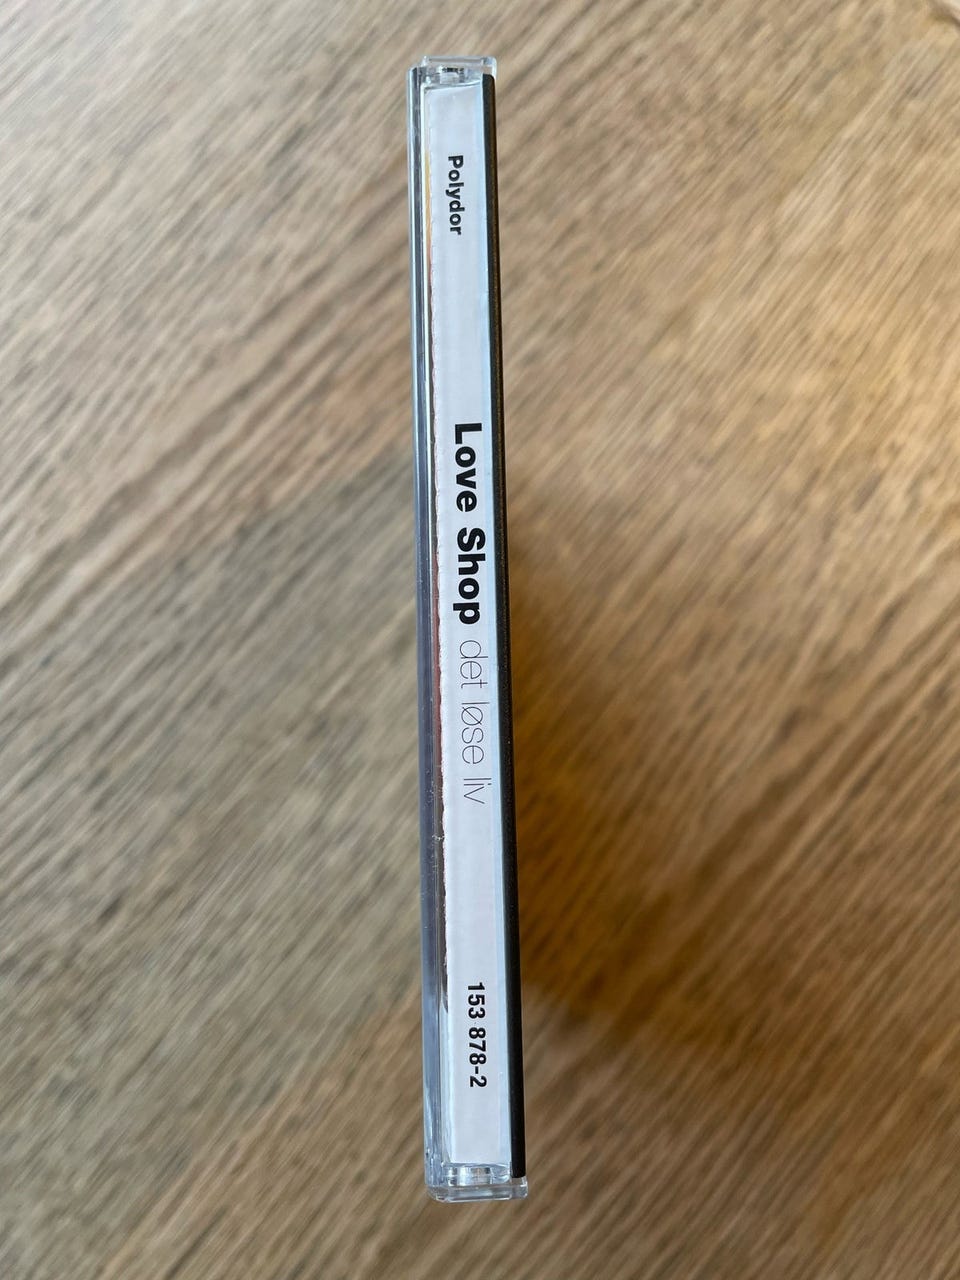 Polydor
Love Shop det løse liv
153 878-2